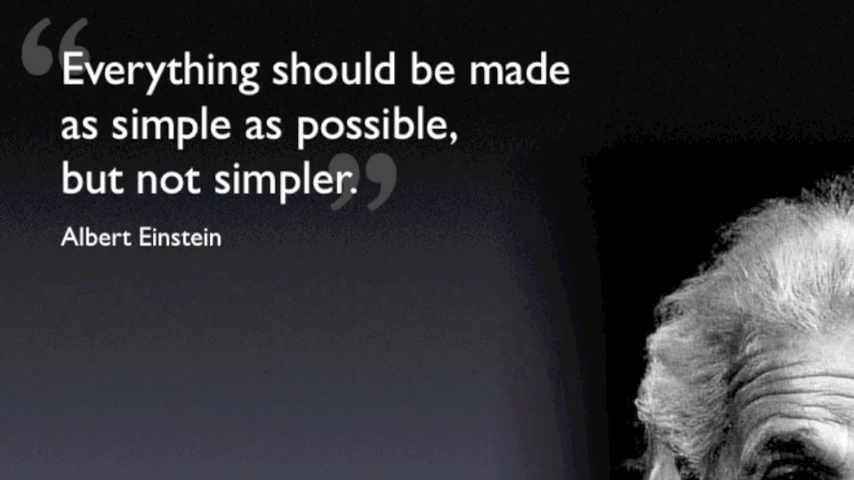 “Everything should be made
as simple as possible,
but not simpler.”
Albert Einstein